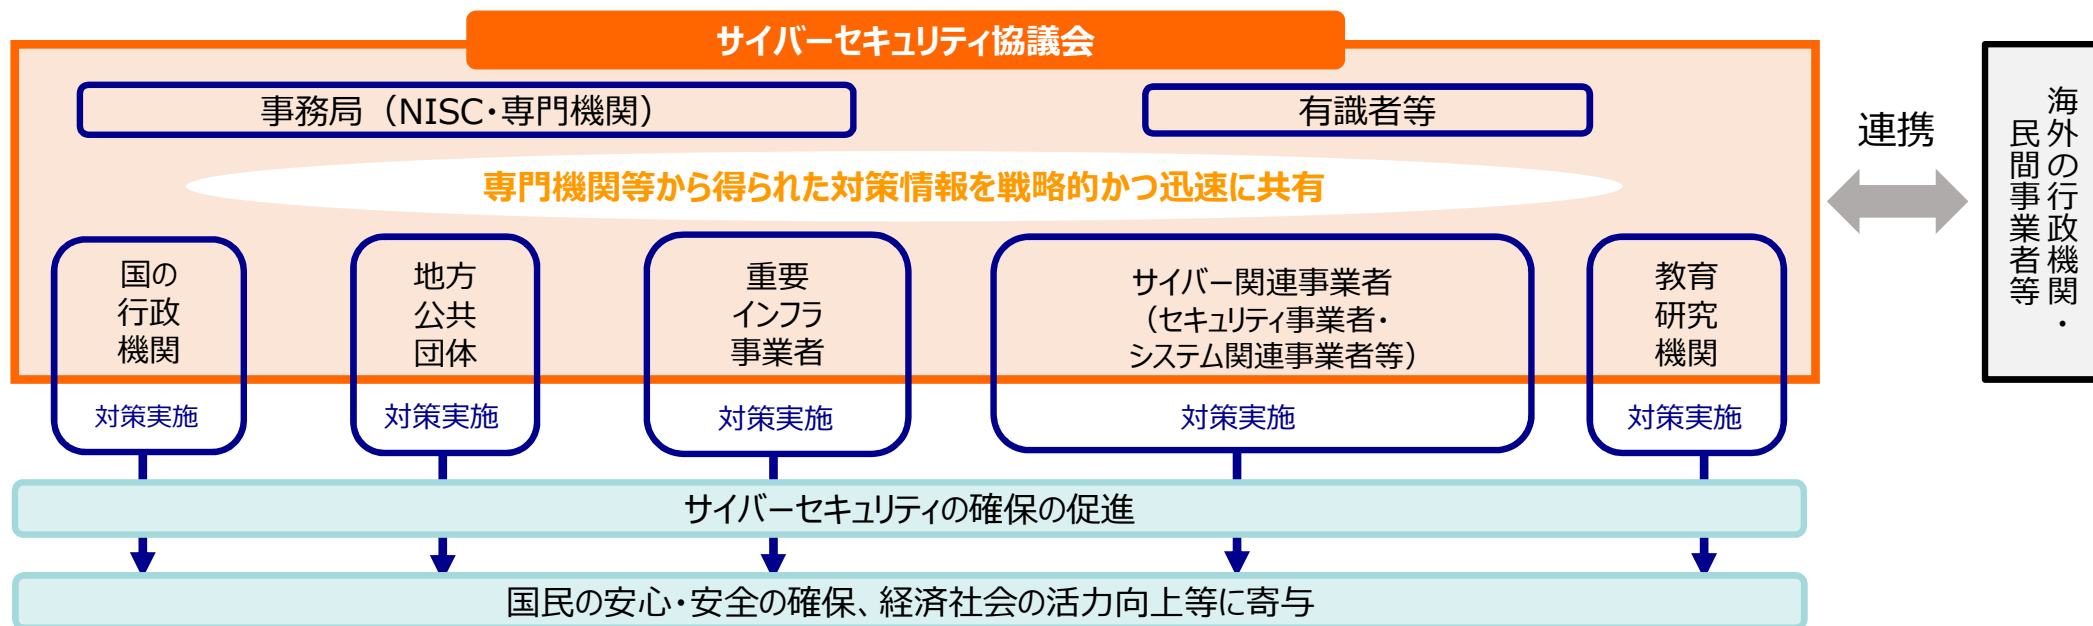 サイバーセキュリティ協議会
事務局（NISC・専門機関）
有識者等
専門機関等から得られた対策情報を戦略的かつ迅速に共有
国の
行政
機関
対策実施
地方
公共
団体
対策実施
重要
インフラ
事業者
対策実施
サイバー関連事業者
（セキュリティ事業者・
システム関連事業者等）
対策実施
教育
研究
機関
対策実施
連携
海外の行政機関・
民間事業者等
サイバーセキュリティの確保の促進
国民の安心・安全の確保、経済社会の活力向上等に寄与